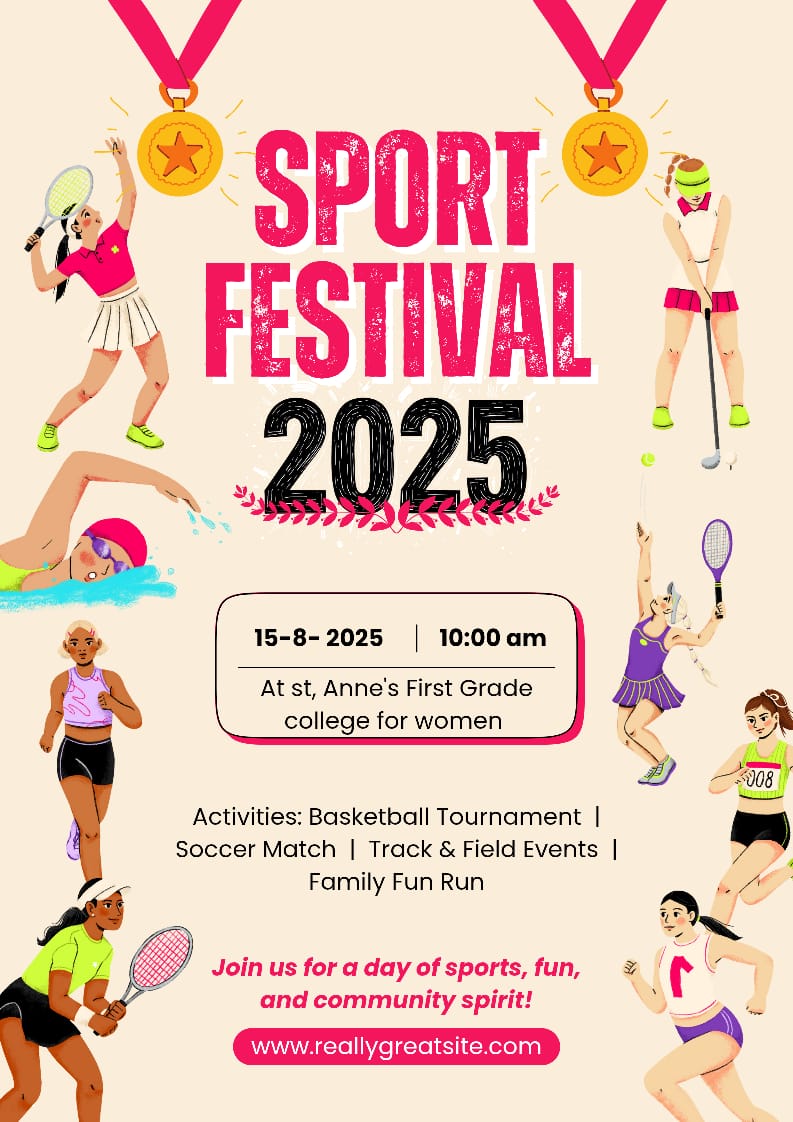 SPORT
FESTIVAL
2025
15-8- 2025 | 10:00 am
At st, Anne's First Grade
college for women
008
Activities: Basketball Tournament |
Soccer Match | Track & Field Events |
Family Fun Run
Join us for a day of sports, fun,
and community spirit!
www.reallygreatsite.com